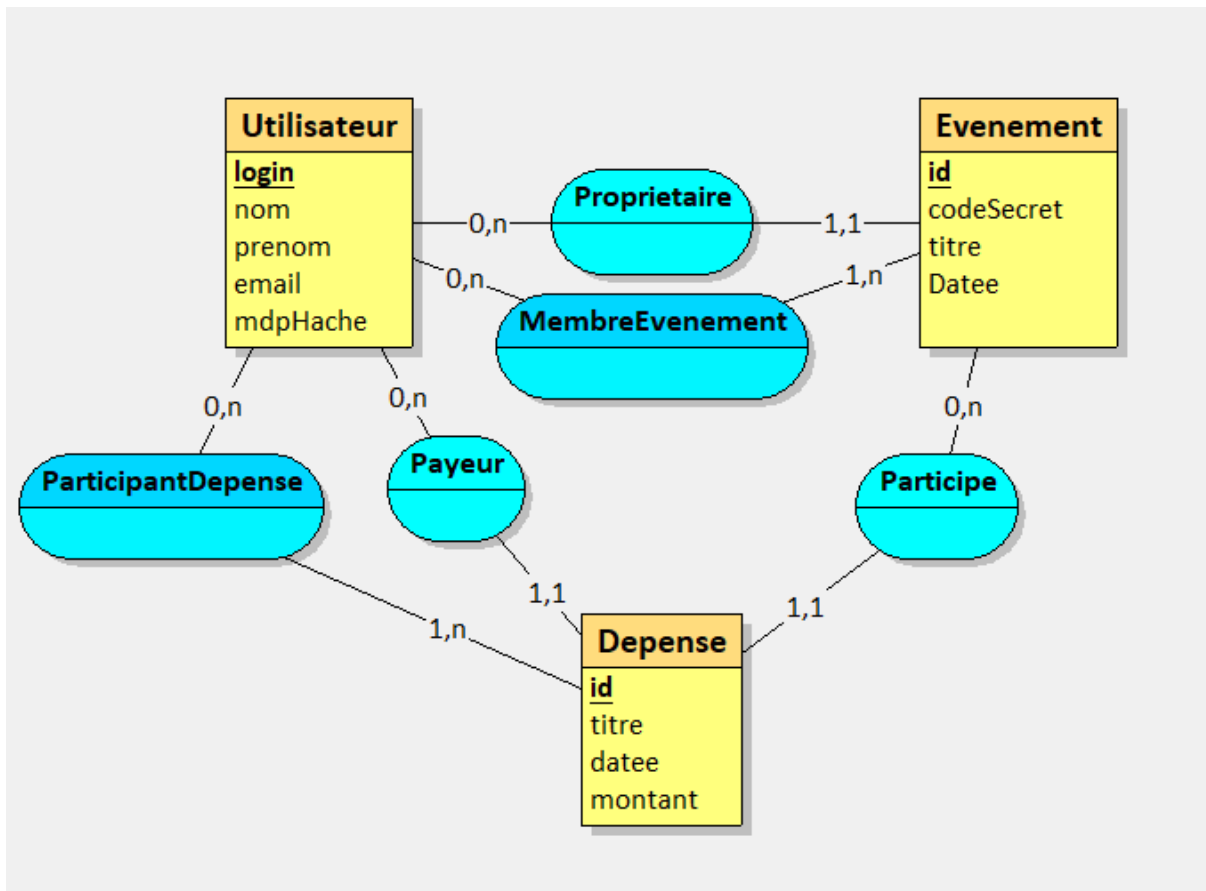 Utilisateur
login
nom
prenom
email
mdpHache
Evenement
id
codeSecret
titre
Datee
Proprietaire
0,n
1,1
0,n
1,n
MembreEvenement
0,n
0,n
0,n
ParticipantDepense
Payeur
Participe
1,1
1,1
1,n
Depense
id
titre
datee
montant